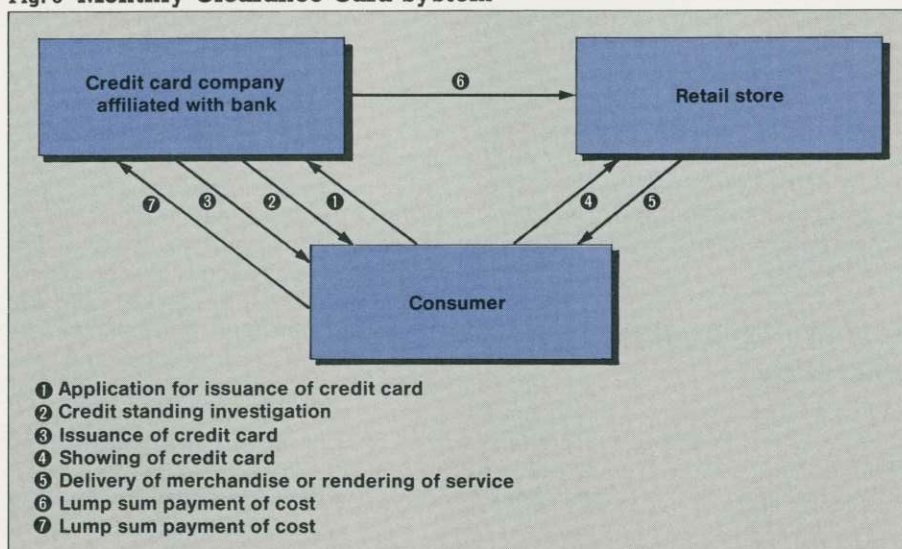 Monthly Clearance Card System
Credit card company
affiliated with bank
❻
Retail store
❼
❸
❷
❶
❹
❺
Consumer
❶ Application for issuance of credit card
❷ Credit standing investigation
❸ Issuance of credit card
❹ Showing of credit card
❺ Delivery of merchandise or rendering of service
❻ Lump sum payment of cost
❼ Lump sum payment of cost